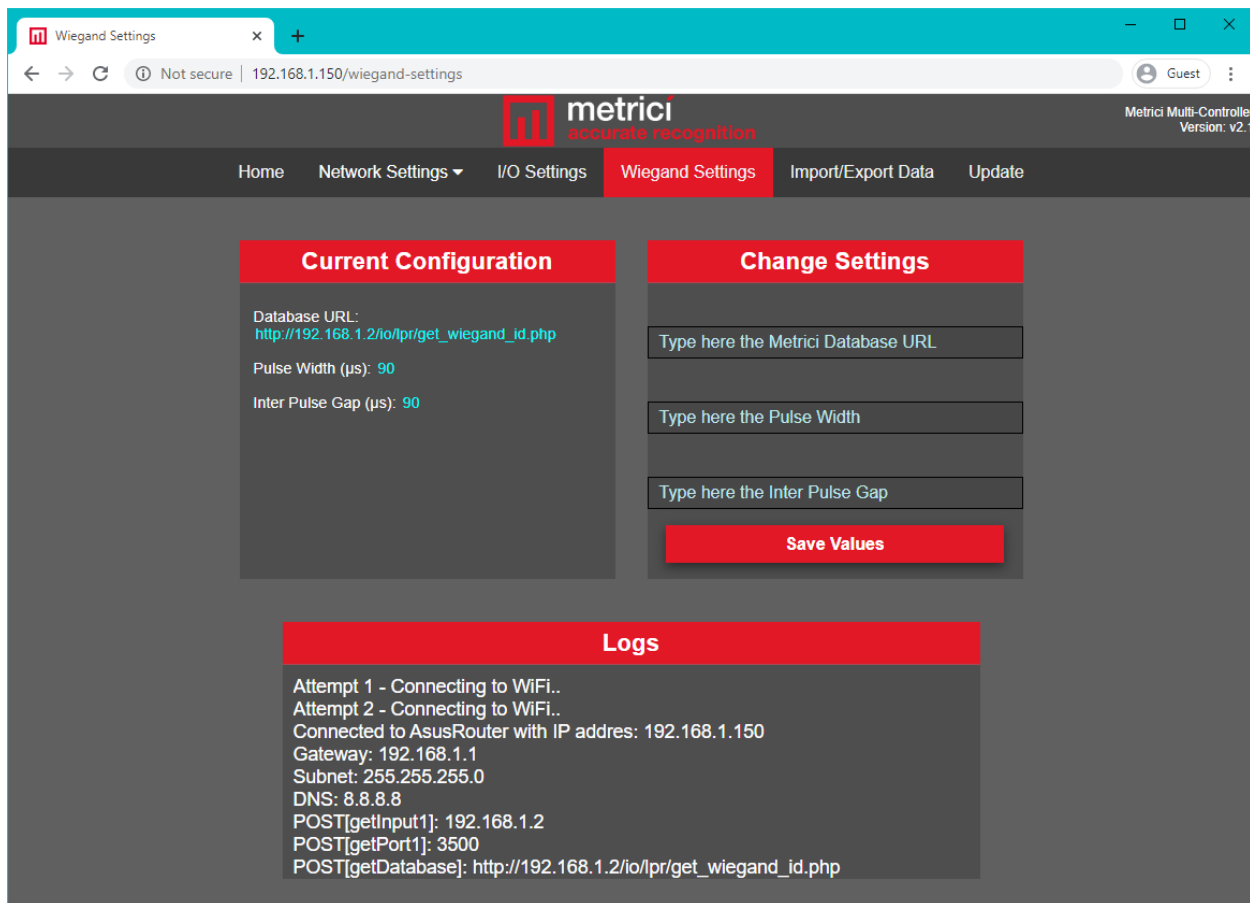 Wiegand Settings
Not secure | 192.168.1.150/wiegand-settings
Guest
metrici
accurate recognition
Metrici Multi-Controlle
Version: v2.1
Home
Network Settings
I/O Settings
Wiegand Settings
Import/Export Data
Update
Current Configuration
Database URL:
http://192.168.1.2/io/lpr/get_wiegand_id.php
Pulse Width (µs): 90
Inter Pulse Gap (µs): 90
Change Settings
Type here the Metrici Database URL
Type here the Pulse Width
Type here the Inter Pulse Gap
Save Values
Logs
Attempt 1 - Connecting to WiFi..
Attempt 2 - Connecting to WiFi..
Connected to AsusRouter with IP addres: 192.168.1.150
Gateway: 192.168.1.1
Subnet: 255.255.255.0
DNS: 8.8.8.8
POST[getInput1]: 192.168.1.2
POST[getPort1]: 3500
POST[getDatabase]: http://192.168.1.2/io/lpr/get_wiegand_id.php